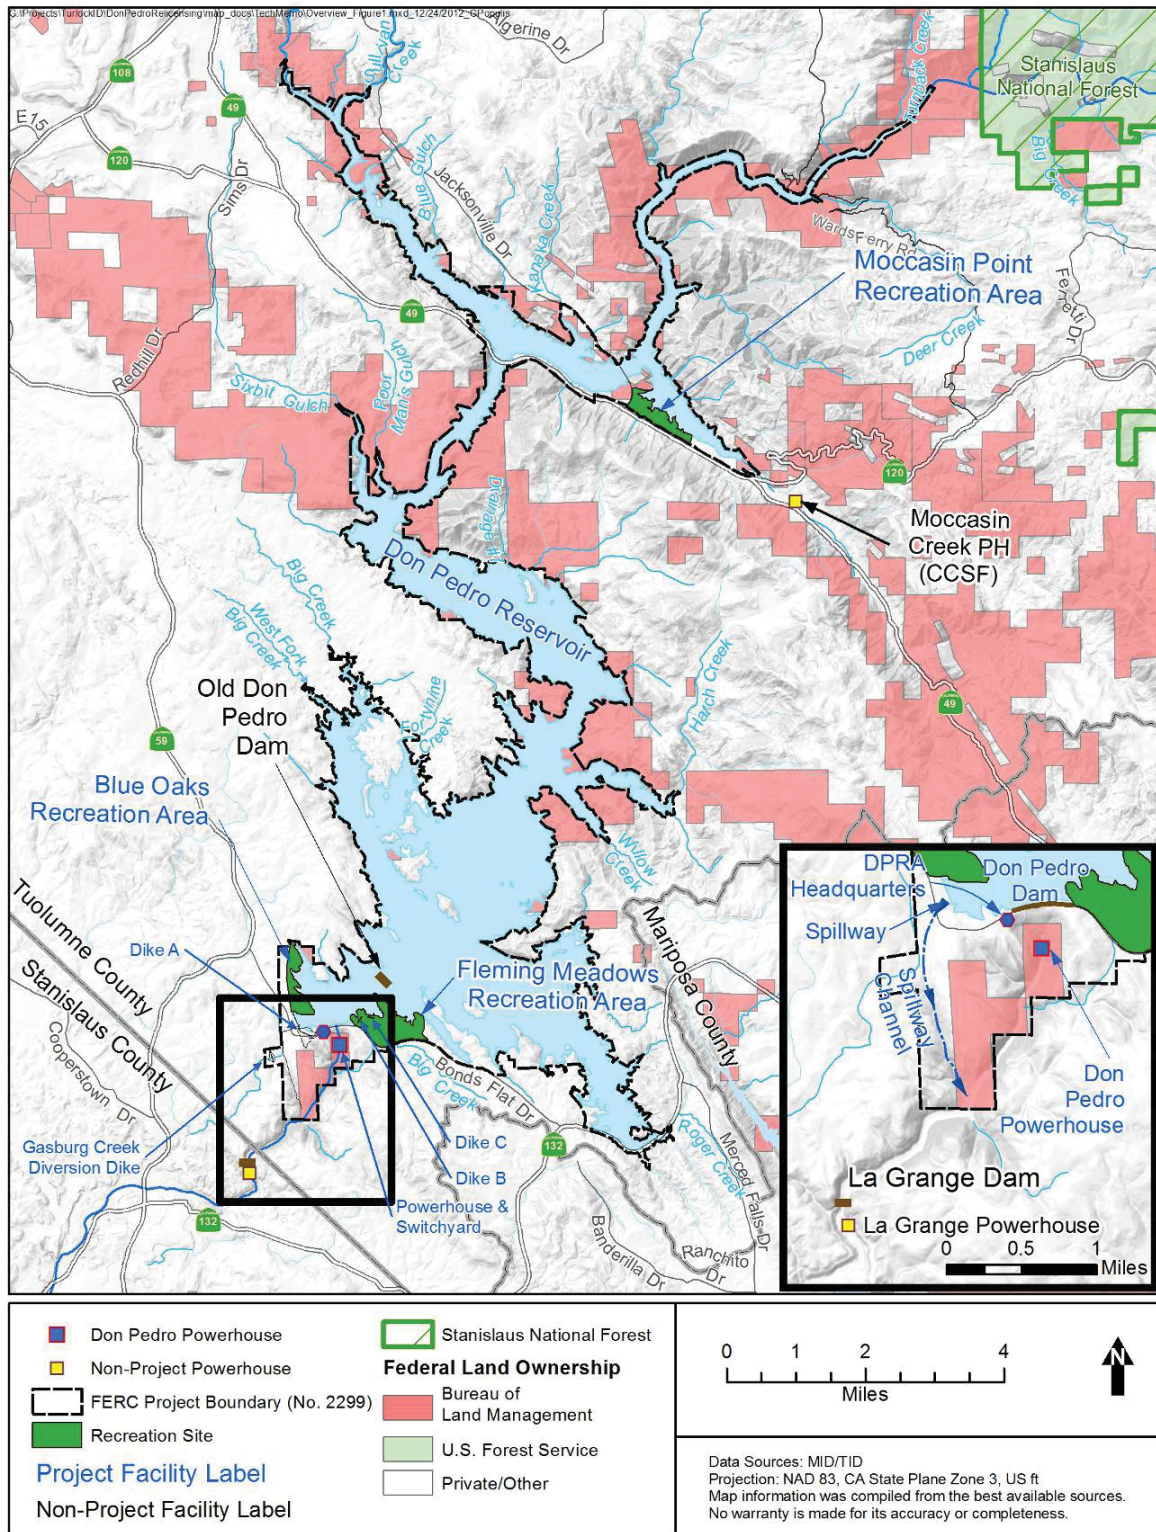 G:\Projects\TurlockID\DonPedroRelicensing\map_docs\TechMemo\Overview_Figure1.mxd_12/24/2012_GPonglis
Algerine Dr
Sullivan
Creek
Turnback Creek
Stanislaus
National Forest
Big
Creek
108
49
E15
120
Sims Dr
Blue Gulch
Jacksonville Dr
Kanaka Creek
Wards Ferry Rd
Moccasin Point
Recreation Area
Ferretti Dr
Deer Creek
49
Redhill Dr
Sixbit Gulch
Poor
Man's Gulch
Drainage #1
120
Moccasin
Creek PH
(CCSF)
Don Pedro Reservoir
Big Creek
West Fork
Big Creek
Hatch Creek
49
Old Don
Pedro
Dam
Fortynine
Creek
59
Blue Oaks
Recreation Area
Willow
Creek
Tuolumne County
Stanislaus County
Mariposa County
Dike A
Fleming Meadows
Recreation Area
Cooperstown Dr
Big Creek
Bonds Flat Dr
Gasburg Creek
Diversion Dike
Dike C
Dike B
Powerhouse &
Switchyard
132
132
Roger Creek
Merced Falls Dr
Banderilla Dr
Ranchito
Dr
DPRA
Headquarters
Don Pedro
Dam
Spillway
Spillway
Channel
Don
Pedro
Powerhouse
La Grange Dam
La Grange Powerhouse
0 0.5 1
Miles
Don Pedro Powerhouse
Non-Project Powerhouse
FERC Project Boundary (No. 2299)
Recreation Site
Project Facility Label
Non-Project Facility Label
Stanislaus National Forest
Federal Land Ownership
Bureau of
Land Management
U.S. Forest Service
Private/Other
0 1 2 4
Miles
N
Data Sources: MID/TID
Projection: NAD 83, CA State Plane Zone 3, US ft
Map information was compiled from the best available sources.
No warranty is made for its accuracy or completeness.